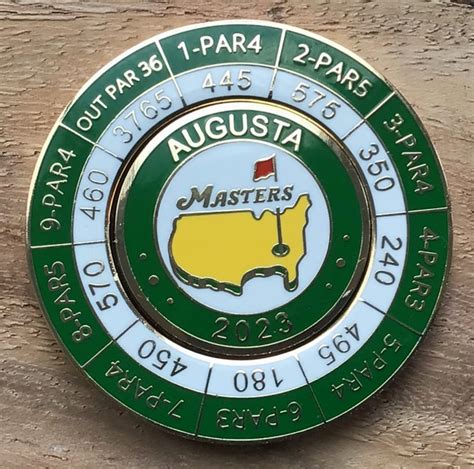 1-PAR4
2-PAR5
3-PAR4
4-PAR3
5-PAR4
6-PAR3
7-PAR4
8-PAR5
9-PAR4
OUT PAR 36
445
575
350
240
495
180
450
570
460
3765
AUGUSTA
MASTERS
2023